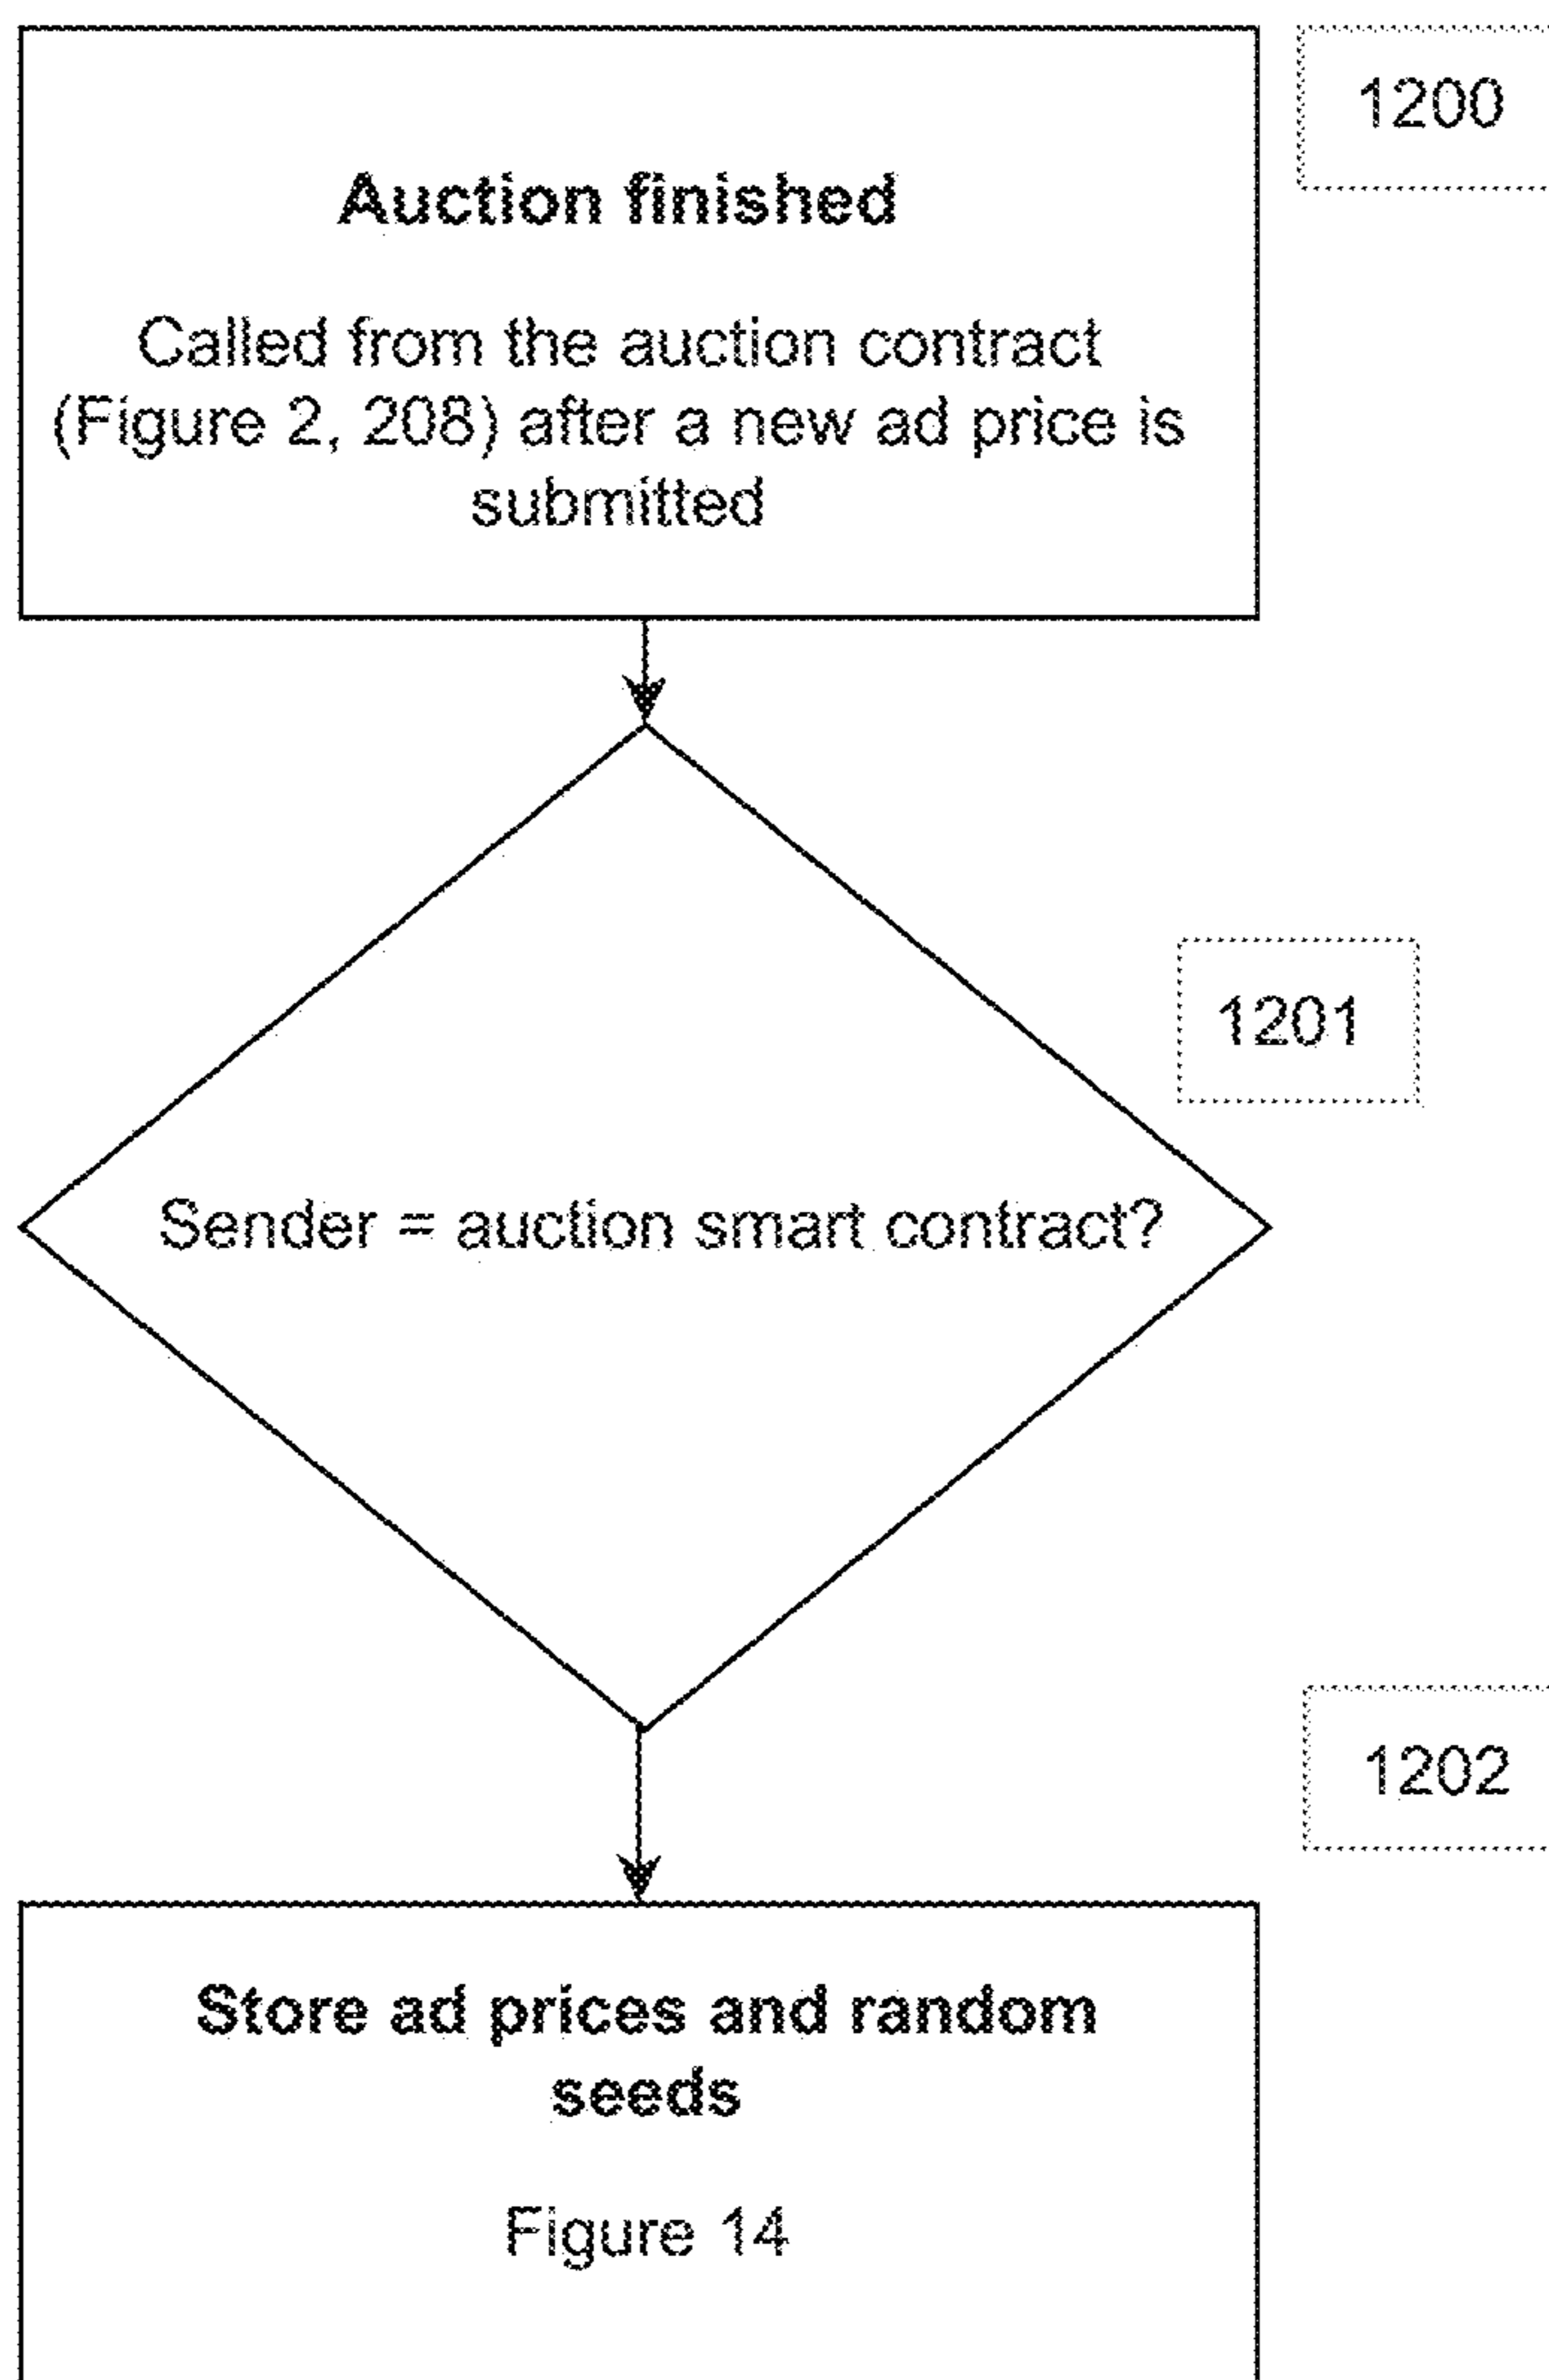 1200
Auction finished
Called from the auction contract
(Figure 2, 208) after a new ad price is
submitted
1201
Sender = auction smart contract?
1202
Store ad prices and random
seeds
Figure 14